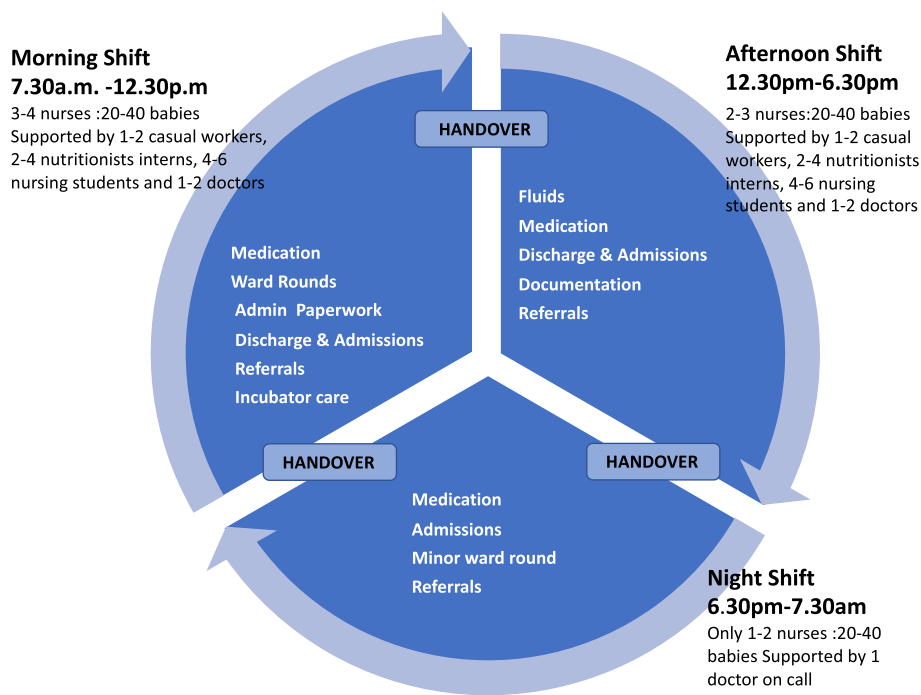 Morning Shift
7.30a.m. -12.30p.m
3-4 nurses :20-40 babies
Supported by 1-2 casual workers,
2-4 nutritionists interns, 4-6
nursing students and 1-2 doctors
Afternoon Shift
12.30pm-6.30pm
2-3 nurses:20-40 babies
Supported by 1-2 casual
workers, 2-4 nutritionists
interns, 4-6 nursing
students and 1-2 doctors
HANDOVER
Medication
Ward Rounds
Admin  Paperwork
Discharge & Admissions
Referrals
Incubator care
Fluids
Medication
Discharge & Admissions
Documentation
Referrals
HANDOVER
HANDOVER
Medication
Admissions
Minor ward round
Referrals
Night Shift
6.30pm-7.30am
Only 1-2 nurses :20-40
babies Supported by 1
doctor on call